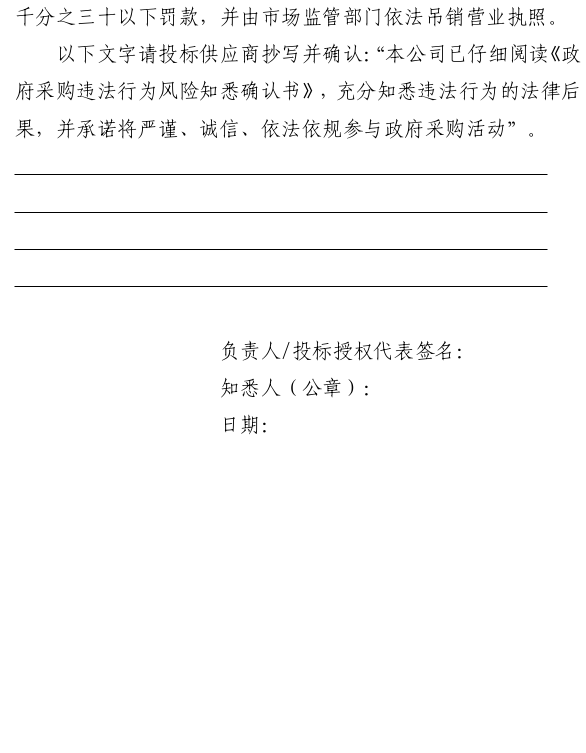 千分之三十以下罚款，并由市场监管部门依法吊销营业执照。
以下文字请投标供应商抄写并确认：“本公司已仔细阅读《政
府采购违法行为风险知悉确认书》，充分知悉违法行为的法律后
果，并承诺将严谨、诚信、依法依规参与政府采购活动”。
负责人/投标授权代表签名：
知悉人（公章）：
日期：